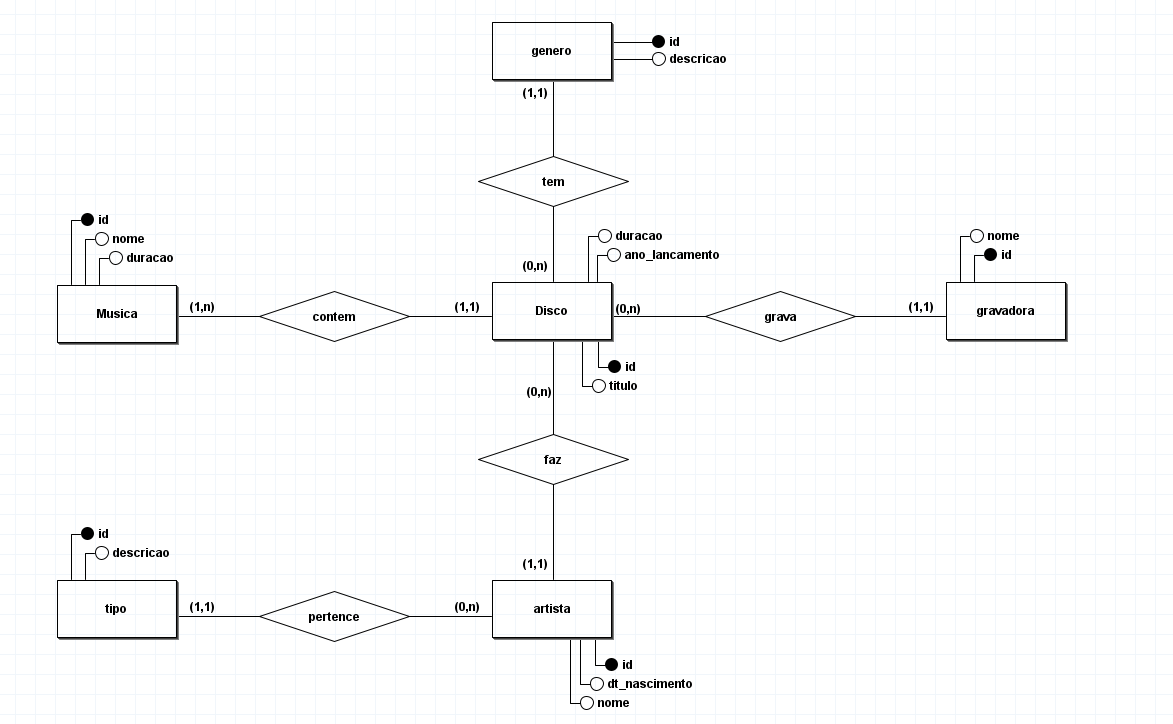 genero
id
descricao
(1,1)
tem
(0,n)
duracao
ano_lancamento
id
nome
duracao
Musica
(1,n)
contem
(1,1)
Disco
(0,n)
grava
(1,1)
gravadora
nome
id
id
titulo
(0,n)
faz
(1,1)
id
descricao
tipo
(1,1)
pertence
(0,n)
artista
id
dt_nascimento
nome